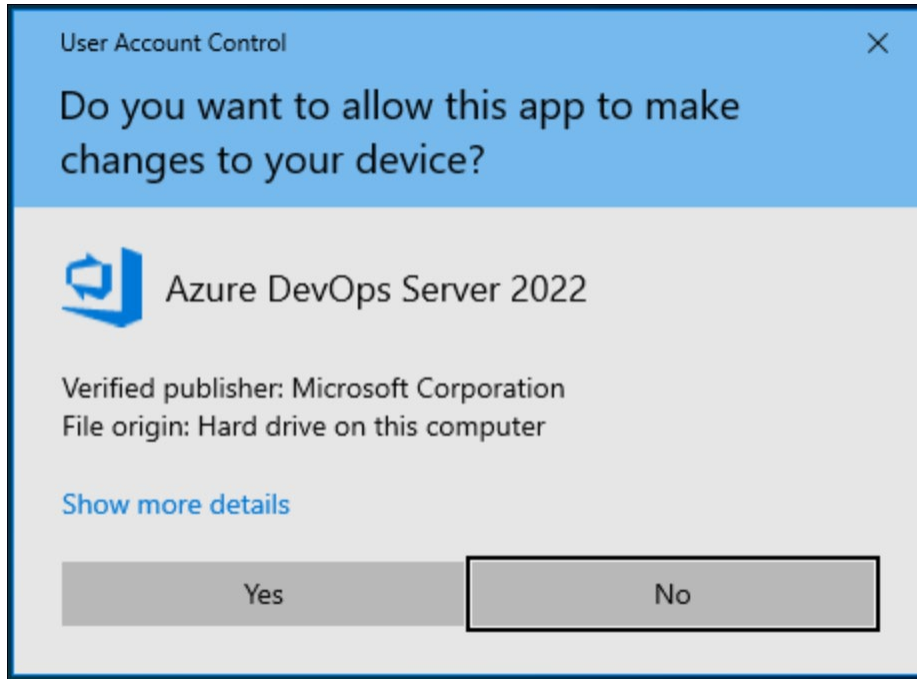 User Account Control
Do you want to allow this app to make
changes to your device?
Azure DevOps Server 2022
Verified publisher: Microsoft Corporation
File origin: Hard drive on this computer
Show more details
Yes
No